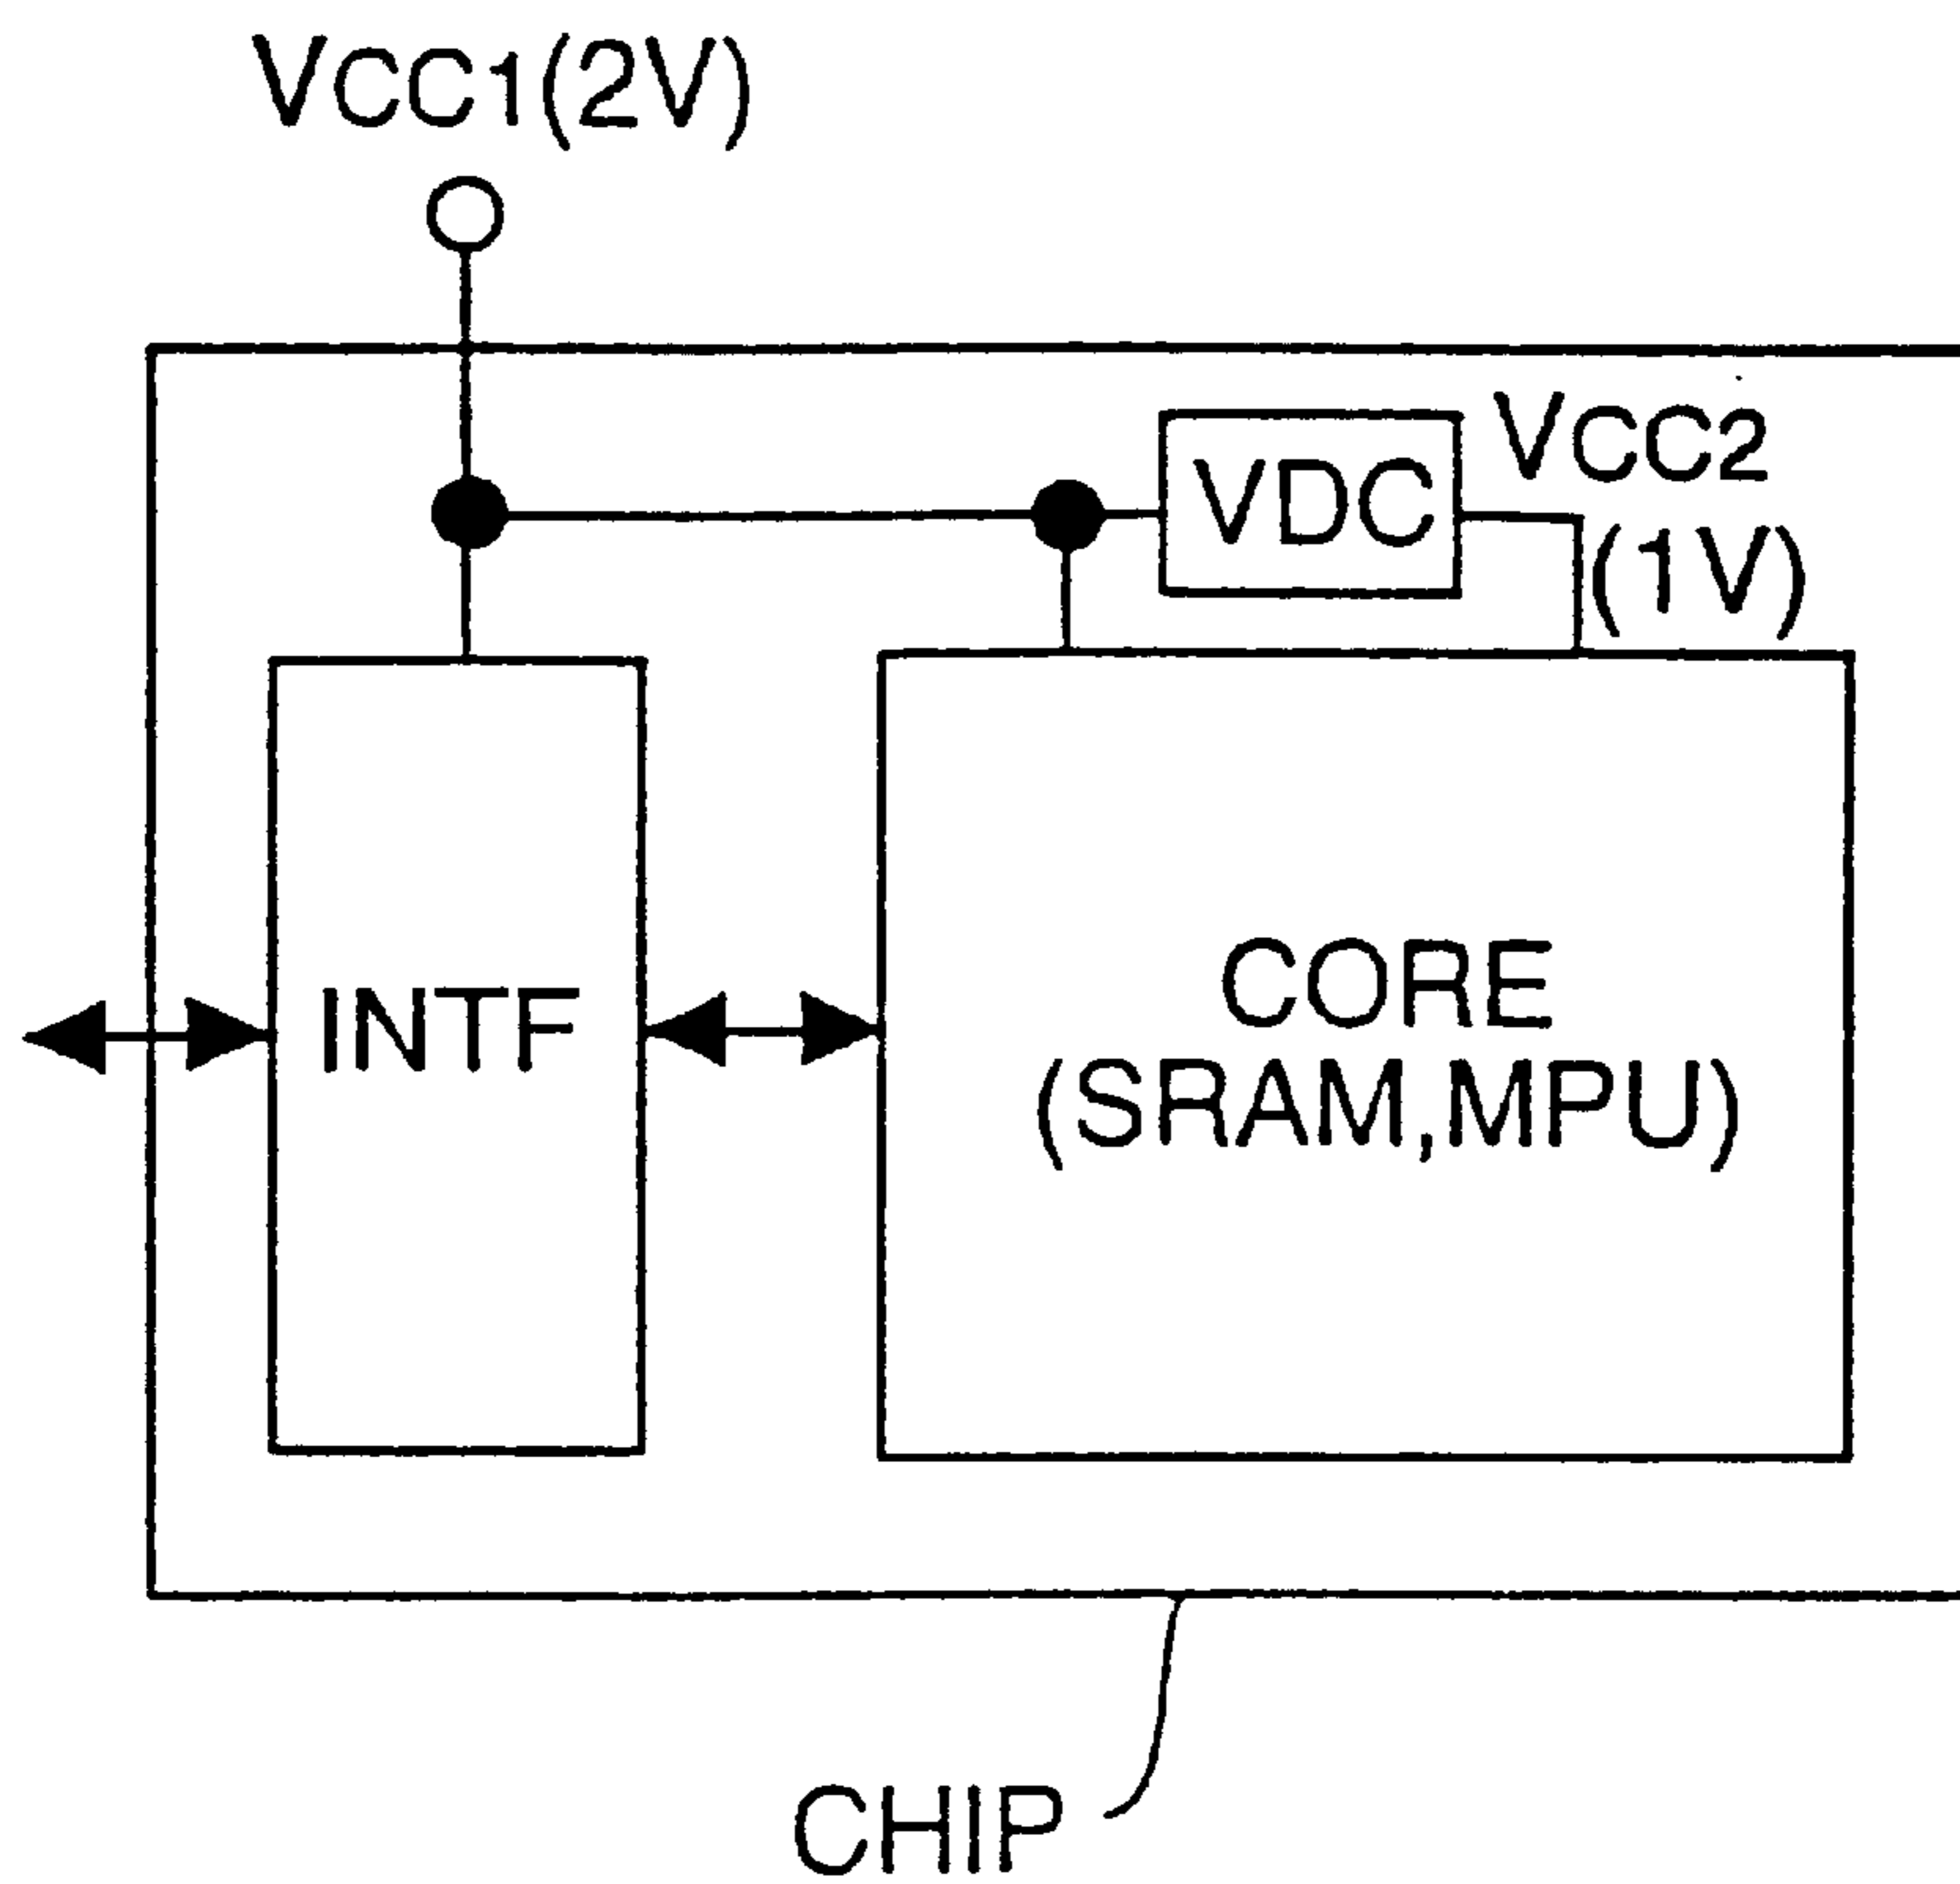 VCC1(2V)
VDC
VCC2
(1V)
INTF
CORE
(SRAM,MPU)
CHIP